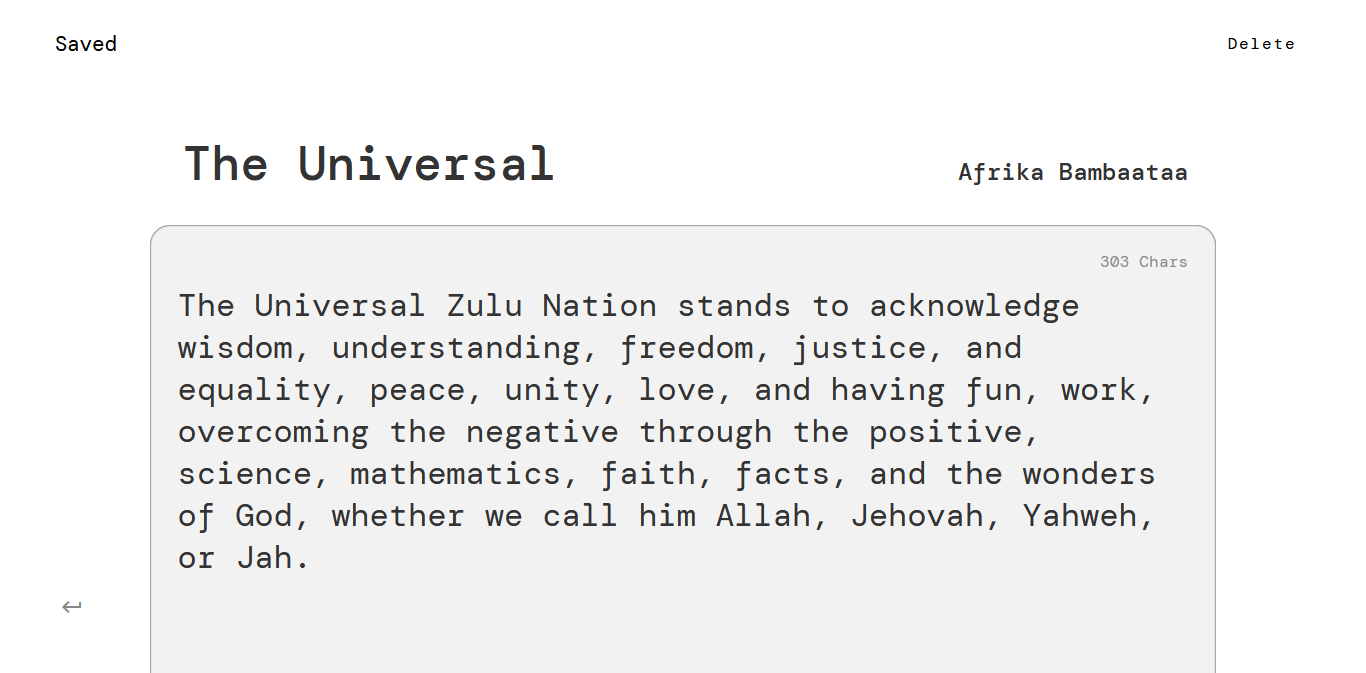 Saved
Delete
The Universal
Afrika Bambaataa
303 Chars
The Universal Zulu Nation stands to acknowledge
wisdom, understanding, freedom, justice, and
equality, peace, unity, love, and having fun, work,
overcoming the negative through the positive,
science, mathematics, faith, facts, and the wonders
of God, whether we call him Allah, Jehovah, Yahweh,
or Jah.